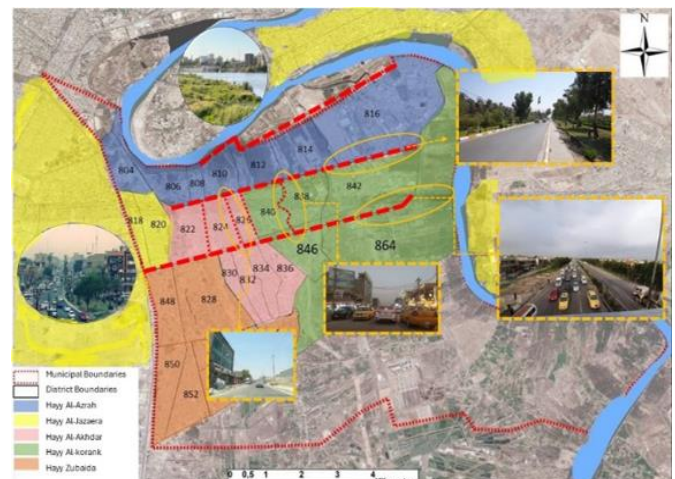 N
816
814
812
810
808
806
804
842
838
840
826
824
822
820
818
846
864
836
834
832
830
828
848
850
852
Municipal Boundaries
District Boundaries
Hayy Al-Azrah
Hayy Al-Jazaera
Hayy Al-Akhdar
Hayy Al-korank
Hayy Zubaida
0 0,5 1 2 3 4